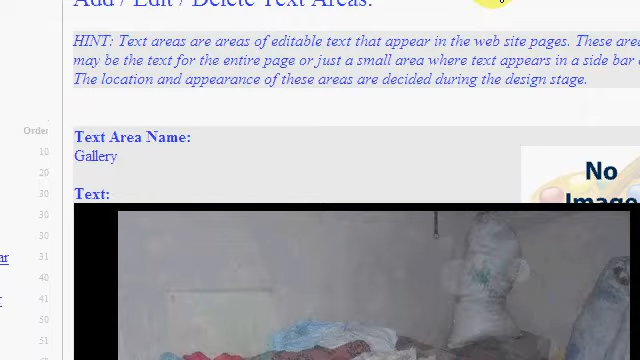 Add / Edit / Delete Text Areas:
HINT: Text areas are areas of editable text that appear in the web site pages. These
may be the text for the entire page or just a small area where text appears in a side bar
The location and appearance of these areas are decided during the design stage.
Order
Text Area Name:
10
Gallery
20
No
30
Text:
Image
30
30
31
40
41
50
51